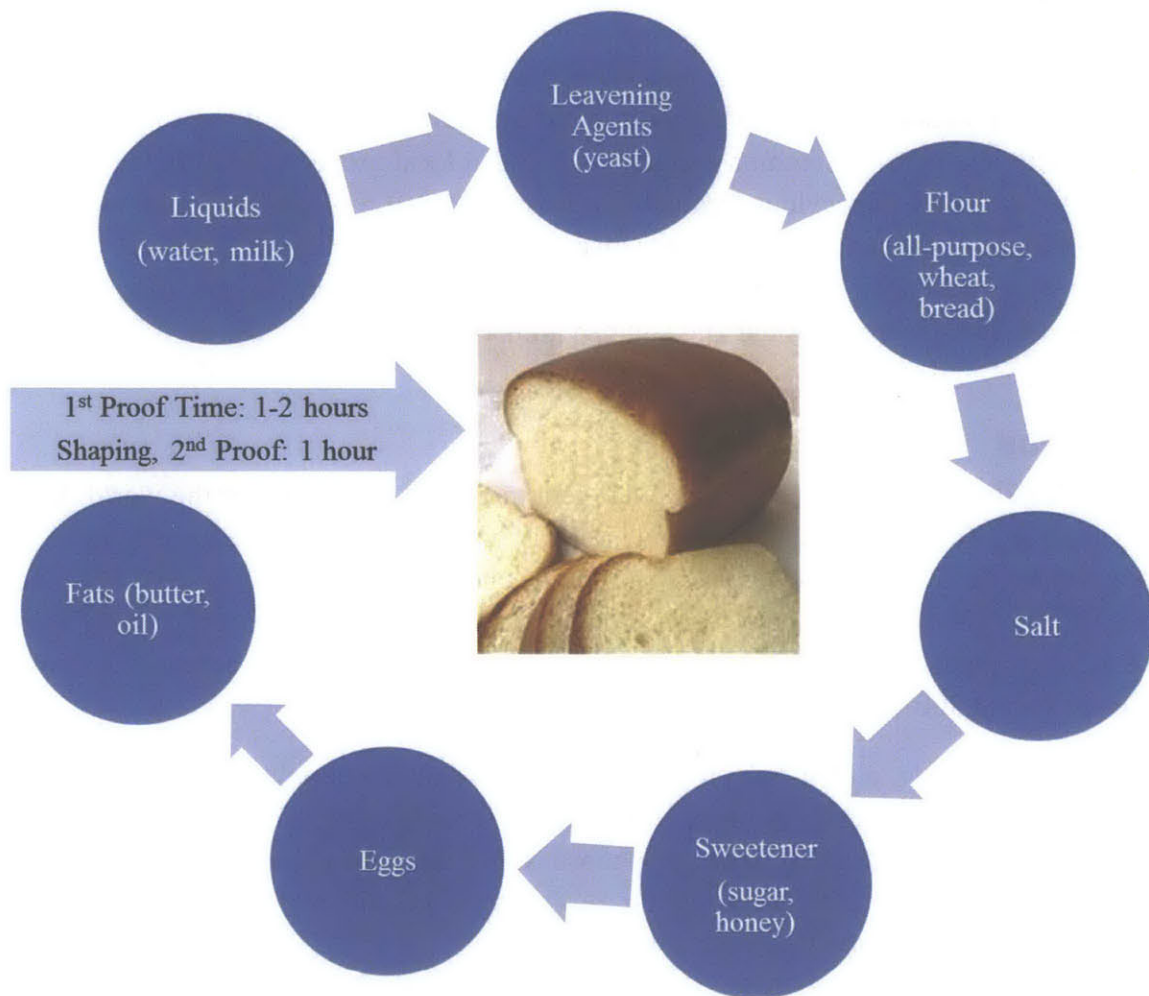 Liquids
(water, milk)
Leavening
Agents
(yeast)
Flour
(all-purpose,
wheat,
bread)
Salt
Sweetener
(sugar,
honey)
Eggs
Fats (butter,
oil)
1st Proof Time: 1-2 hours
Shaping, 2nd Proof: 1 hour